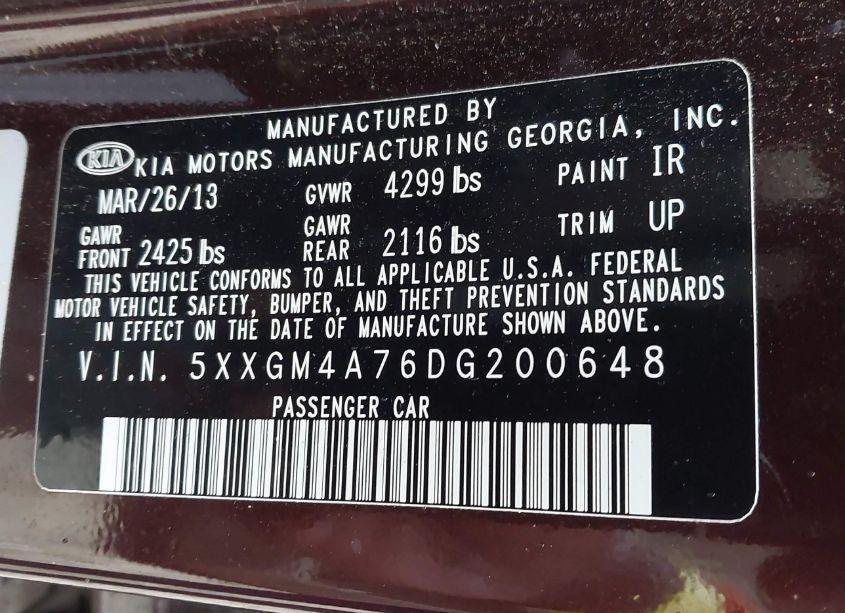 MANUFACTURED BY
KIA KIA MOTORS MANUFACTURING GEORGIA, INC.
MAR/26/13 GVWR 4299 lbs PAINT IR
GAWR FRONT 2425 lbs GAWR REAR 2116 lbs TRIM UP
THIS VEHICLE CONFORMS TO ALL APPLICABLE U.S.A. FEDERAL
MOTOR VEHICLE SAFETY, BUMPER, AND THEFT PREVENTION STANDARDS
IN EFFECT ON THE DATE OF MANUFACTURE SHOWN ABOVE.
V.I.N. 5XXGM4A76DG200648
PASSENGER CAR